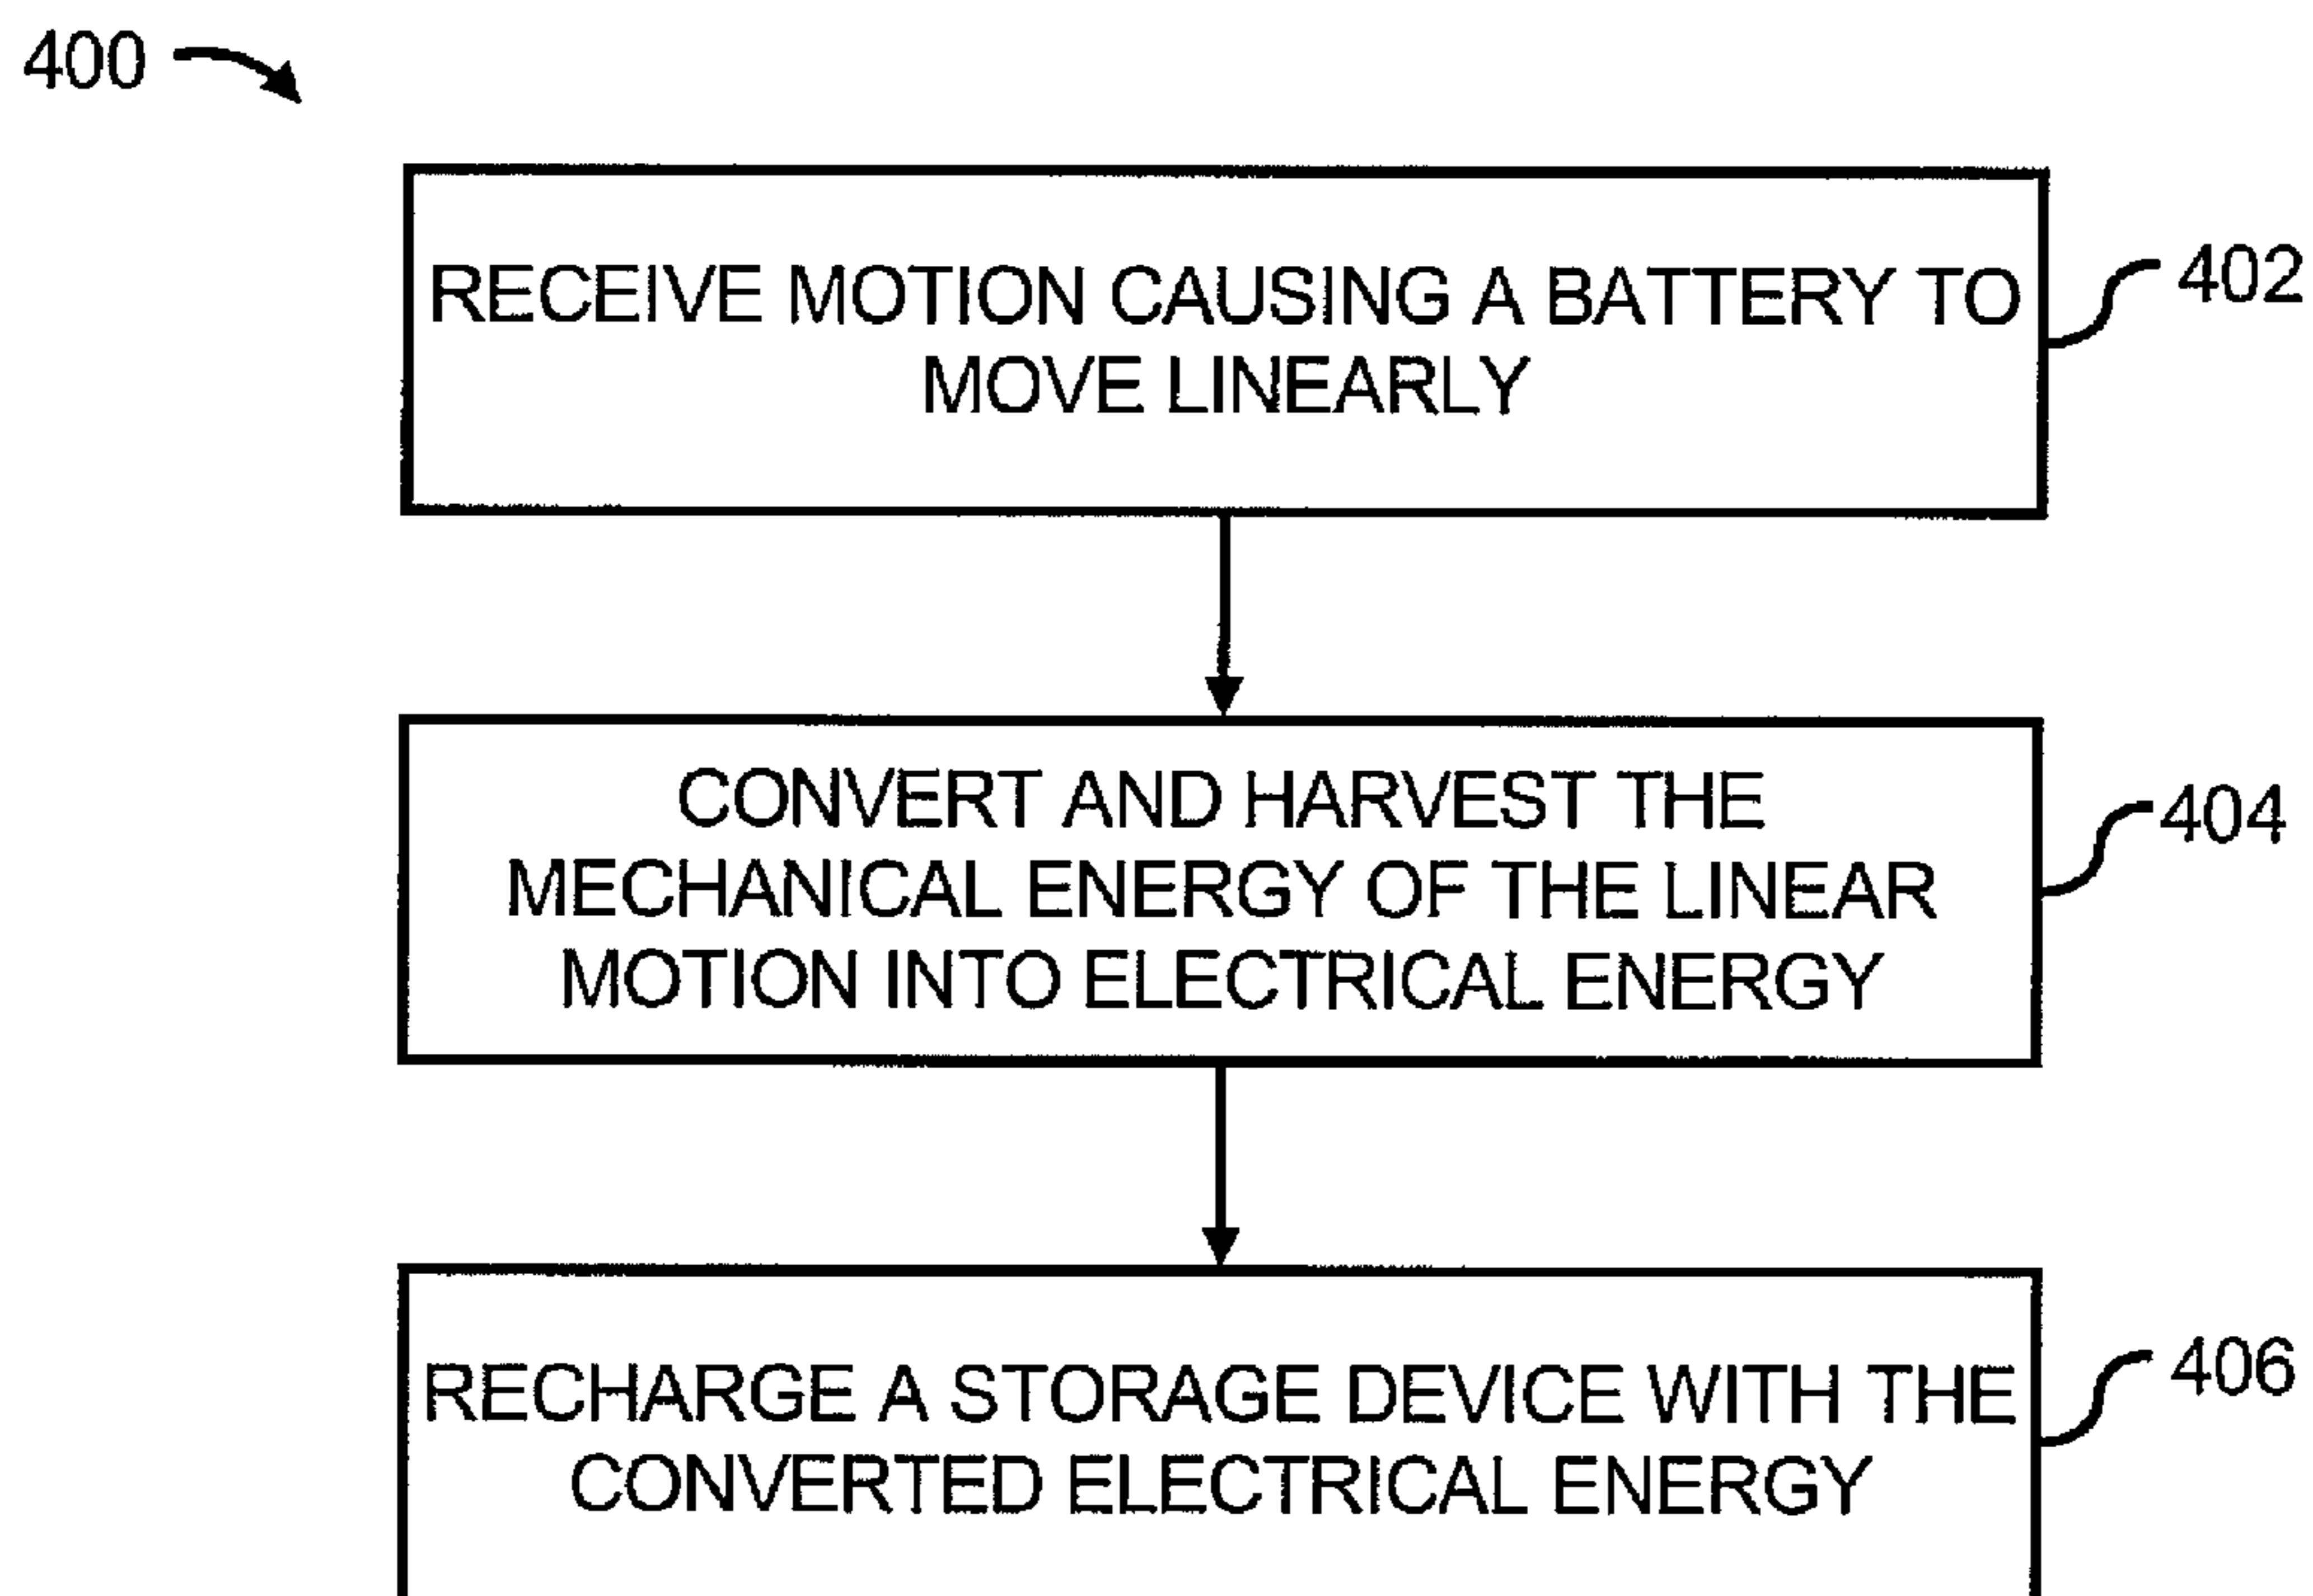 400
RECEIVE MOTION CAUSING A BATTERY TO
MOVE LINEARLY
402
CONVERT AND HARVEST THE
MECHANICAL ENERGY OF THE LINEAR
MOTION INTO ELECTRICAL ENERGY
404
RECHARGE A STORAGE DEVICE WITH THE
CONVERTED ELECTRICAL ENERGY
406